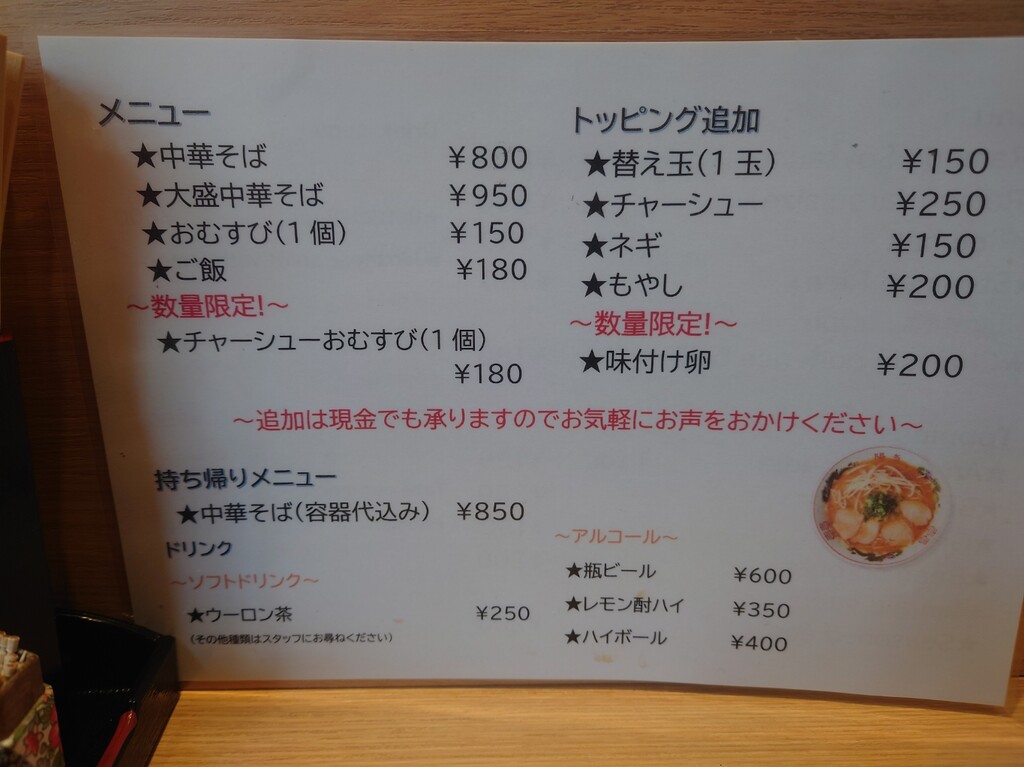 メニュー
★中華そば ¥800
★大盛中華そば ¥950
★おむすび(1個) ¥150
★ご飯 ¥180
～数量限定!～
★チャーシューおむすび(1個)
¥180
トッピング追加
★替え玉(1玉) ¥150
★チャーシュー ¥250
★ネギ ¥150
★もやし ¥200
～数量限定!～
★味付け卵 ¥200
～追加は現金でも承りますのでお気軽にお声をおかけください～
持ち帰りメニュー
★中華そば(容器代込み) ¥850
ドリンク
～ソフトドリンク～
★ウーロン茶 ¥250
(その他種類はスタッフにお尋ねください)
～アルコール～
★瓶ビール ¥600
★レモン酎ハイ ¥350
★ハイボール ¥400